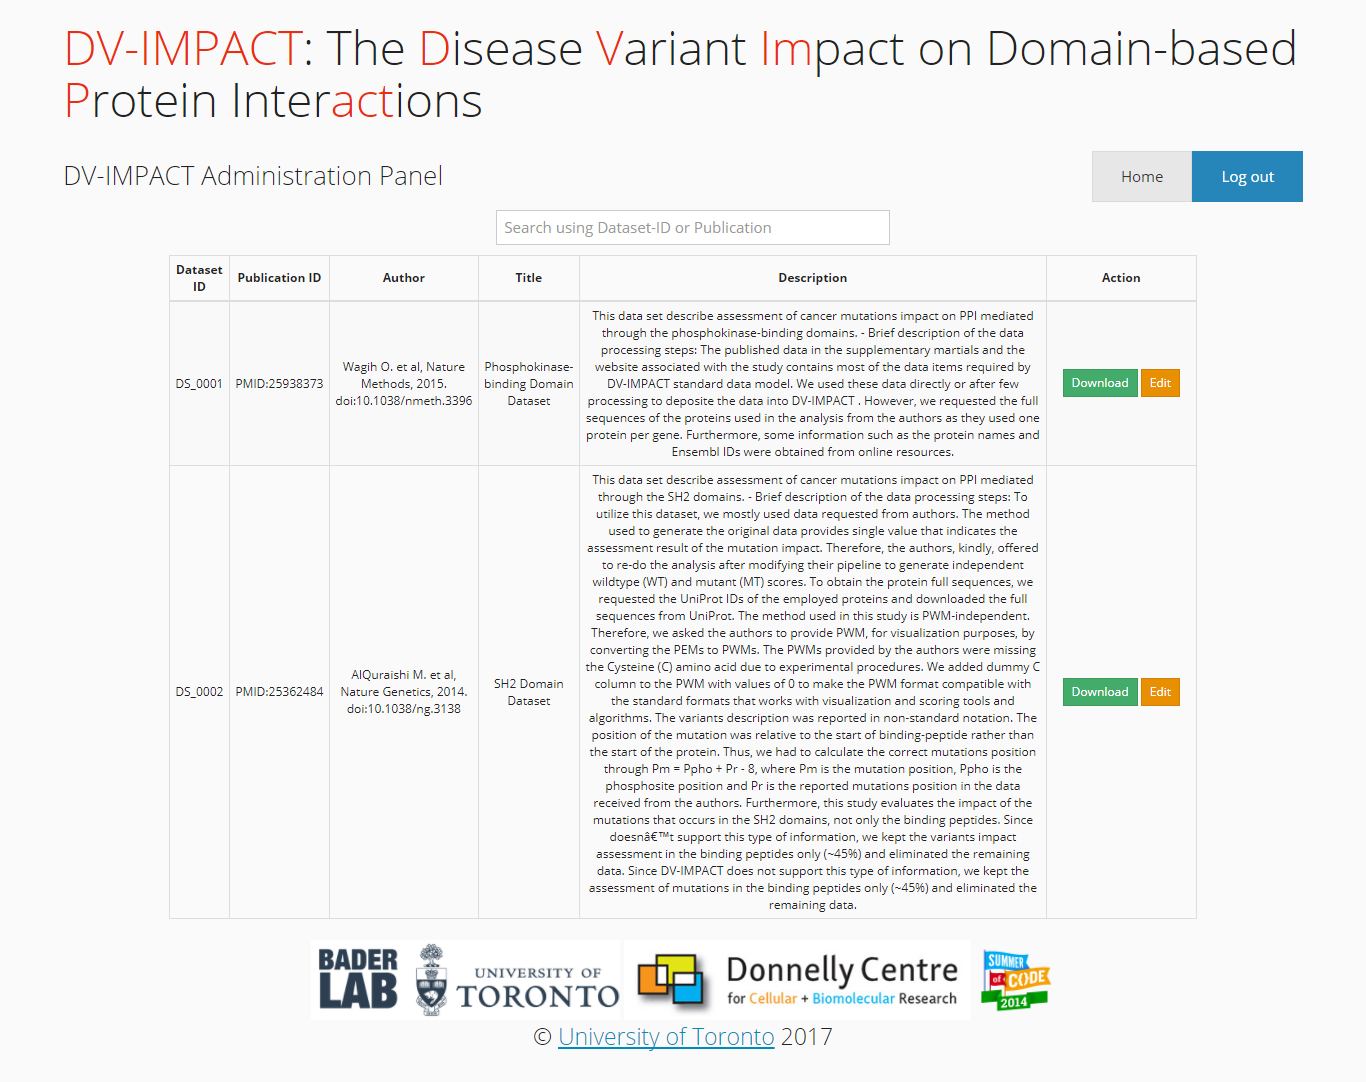 DV-IMPACT: The Disease Variant Impact on Domain-based
Protein Interactions
DV-IMPACT Administration Panel
Home
Log out
Search using Dataset-ID or Publication
Dataset
ID
Publication ID
Author
Title
Description
Action
DS_0001
PMID:25938373
Wagih O. et al, Nature
Methods, 2015.
doi:10.1038/nmeth.3396
Phosphokinase-
binding Domain
Dataset
This data set describe assessment of cancer mutations impact on PPI mediated
through the phosphokinase-binding domains. - Brief description of the data
processing steps: The published data in the supplementary martials and the
website associated with the study contains most of the data items required by
DV-IMPACT standard data model. We used these data directly or after few
processing to deposite the data into DV-IMPACT . However, we requested the full
sequences of the proteins used in the analysis from the authors as they used one
protein per gene. Furthermore, some information such as the protein names and
Ensembl IDs were obtained from online resources.
Download
Edit
DS_0002
PMID:25362484
AlQuraishi M. et al,
Nature Genetics, 2014.
doi:10.1038/ng.3138
SH2 Domain
Dataset
This data set describe assessment of cancer mutations impact on PPI mediated
through the SH2 domains. - Brief description of the data processing steps: To
utilize this dataset, we mostly used data requested from authors. The method
used to generate the original data provides single value that indicates the
assessment result of the mutation impact. Therefore, the authors, kindly, offered
to re-do the analysis after modifying their pipeline to generate independent
wildtype (WT) and mutant (MT) scores. To obtain the protein full sequences, we
requested the UniProt IDs of the employed proteins and downloaded the full
sequences from UniProt. The method used in this study is PWM-independent.
Therefore, we asked the authors to provide PWM, for visualization purposes, by
converting the PEMs to PWMs. The PWMs provided by the authors were missing
the Cysteine (C) amino acid due to experimental procedures. We added dummy C
column to the PWM with values of 0 to make the PWM format compatible with
the standard formats that works with visualization and scoring tools and
algorithms. The variants description was reported in non-standard notation. The
position of the mutation was relative to the start of binding-peptide rather than
the start of the protein. Thus, we had to calculate the correct mutations position
through Pm = Ppho + Pr - 8, where Pm is the mutation position, Ppho is the
phosphosite position and Pr is the reported mutations position in the data
received from the authors. Furthermore, this study evaluates the impact of the
mutations that occurs in the SH2 domains, not only the binding peptides. Since
doesnâ€™t support this type of information, we kept the variants impact
assessment in the binding peptides only (~45%) and eliminated the remaining
data. Since DV-IMPACT does not support this type of information, we kept the
assessment of mutations in the binding peptides only (~45%) and eliminated the
remaining data.
Download
Edit
BADER
LAB
UNIVERSITY OF
TORONTO
Donnelly Centre
for Cellular + Biomolecular Research
SUMMER
of CODE
2014
© University of Toronto 2017